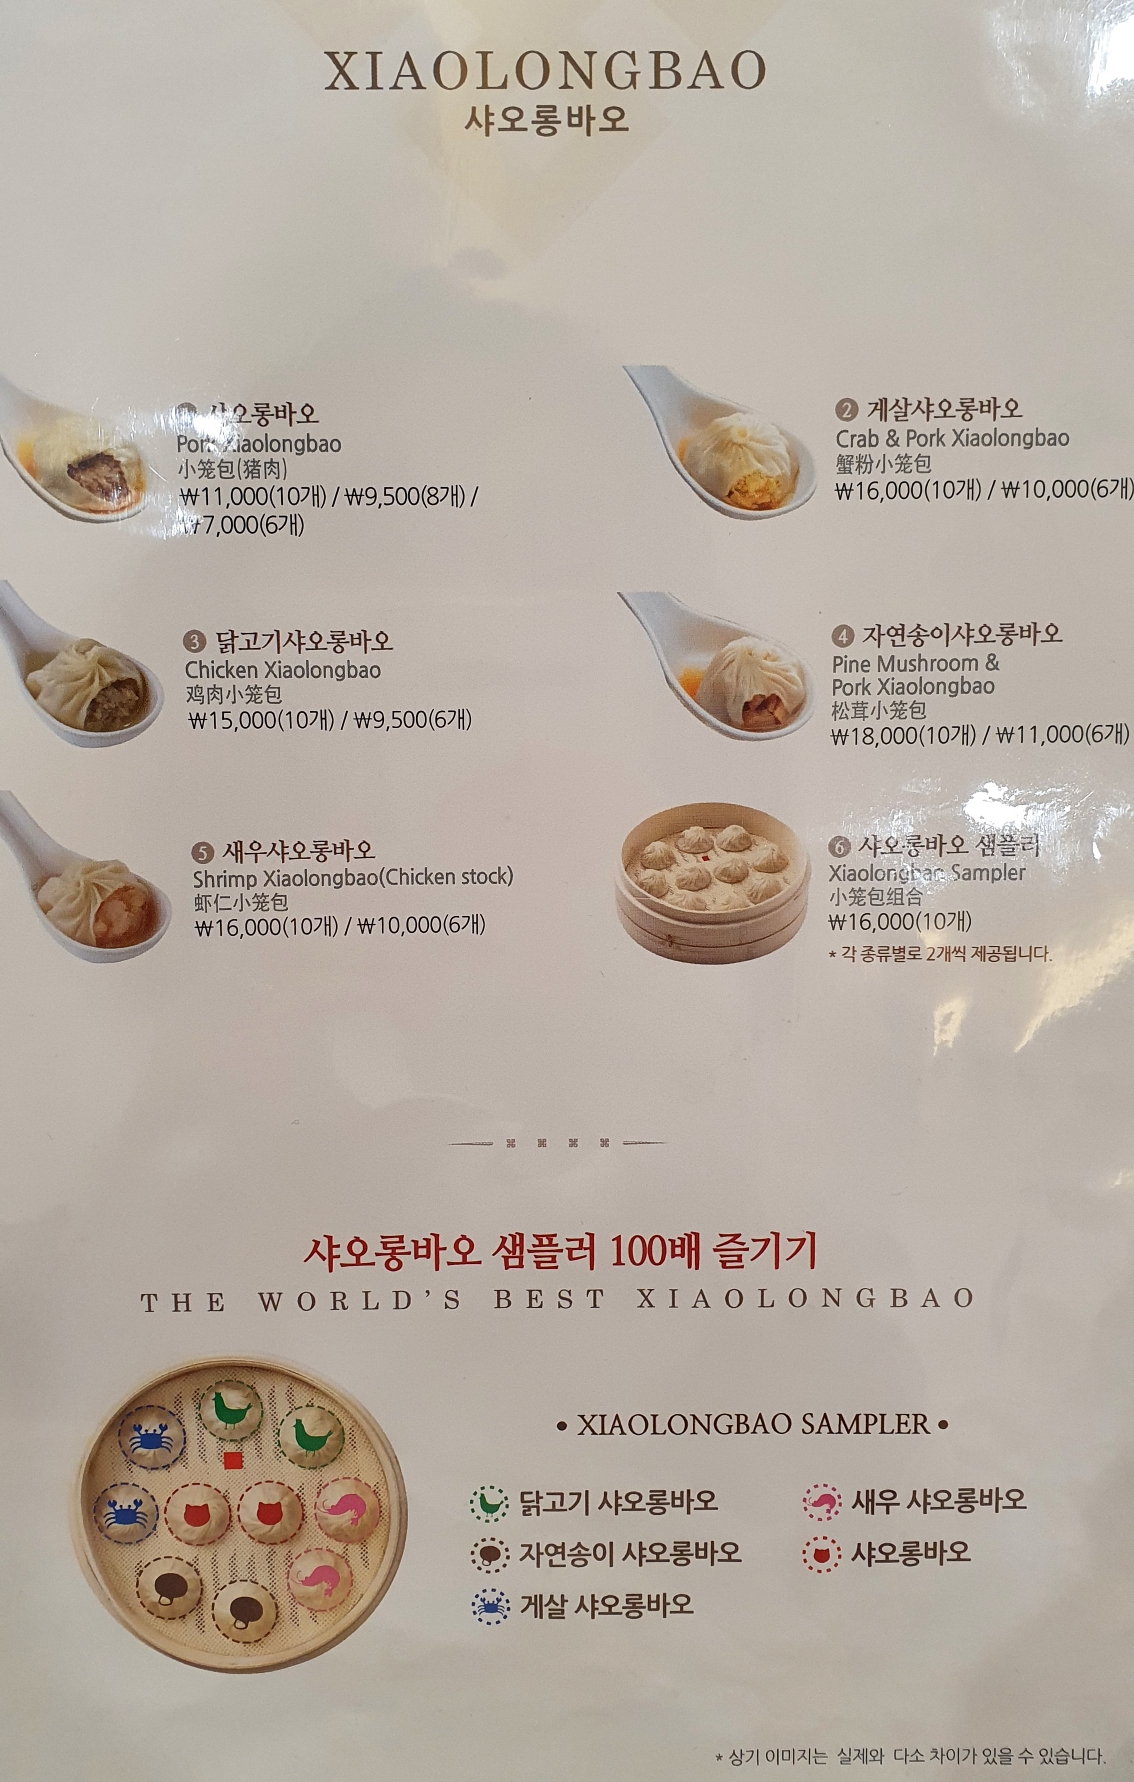 XIAOLONGBAO
샤오롱바오
샤오롱바오
Pork Xiaolongbao
小笼包(猪肉)
₩11,000(10개) / ₩9,500(8개) /
₩7,000(6개)
2 게살샤오롱바오
Crab & Pork Xiaolongbao
蟹粉小笼包
₩16,000(10개) / ₩10,000(6개)
3 닭고기샤오롱바오
Chicken Xiaolongbao
鸡肉小笼包
₩15,000(10개) / ₩9,500(6개)
4 자연송이샤오롱바오
Pine Mushroom &
Pork Xiaolongbao
松茸小笼包
₩18,000(10개) / ₩11,000(6개)
5 새우샤오롱바오
Shrimp Xiaolongbao(Chicken stock)
虾仁小笼包
₩16,000(10개) / ₩10,000(6개)
6 샤오롱바오 샘플러
Xiaolongbao Sampler
小笼包组合
₩16,000(10개)
* 각 종류별로 2개씩 제공됩니다.
샤오롱바오 샘플러 100배 즐기기
THE WORLD'S BEST XIAOLONGBAO
• XIAOLONGBAO SAMPLER •
닭고기 샤오롱바오
새우 샤오롱바오
자연송이 샤오롱바오
샤오롱바오
게살 샤오롱바오
* 상기 이미지는 실제와 다소 차이가 있을 수 있습니다.